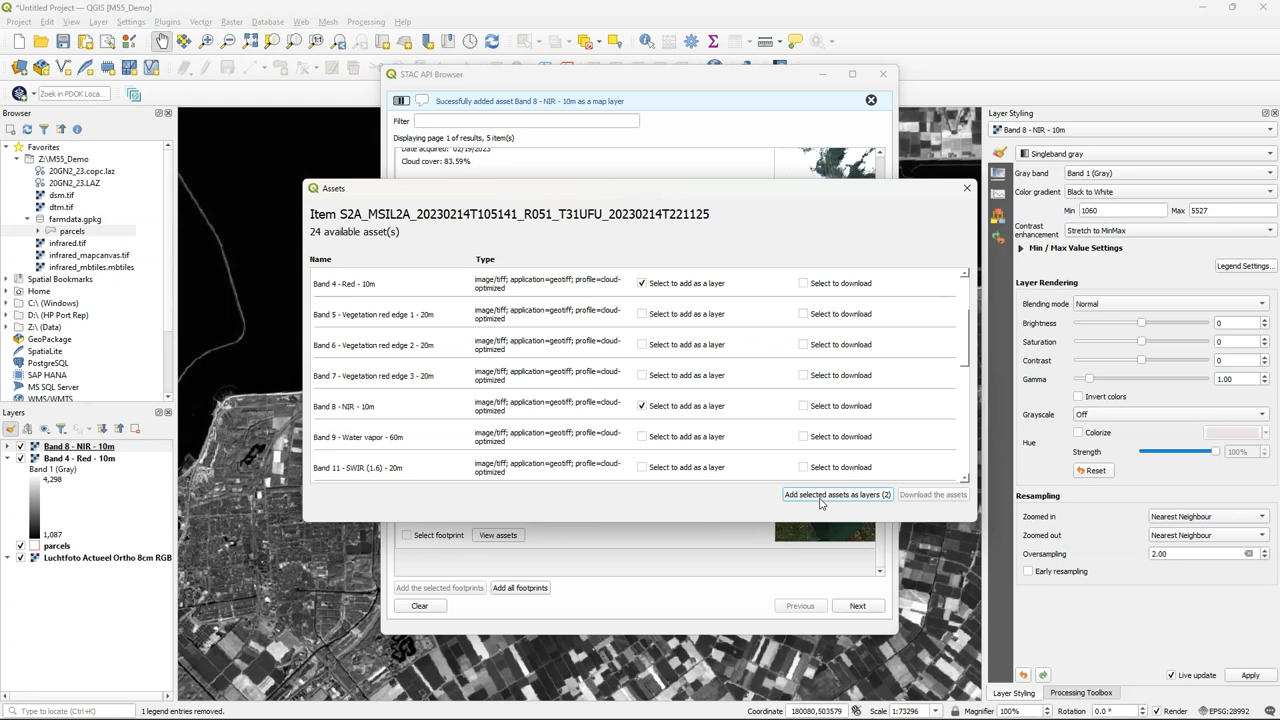 *Untitled Project — QGIS [M55_Demo]
Project Edit View Layer Settings Plugins Vector Raster Database Web Mesh Processing Help
Zoek in PDOK Loca...
Browser
Favorites
Z:\M55_Demo
20GN2_23.copc.laz
20GN2_23.LAZ
dsm.tif
dtm.tif
farmdata.gpkg
parcels
infrared.tif
infrared_mapcanvas.tif
infrared_mbtiles.mbtiles
Spatial Bookmarks
Home
C:\ (Windows)
D:\ (HP Port Rep)
Z:\ (Data)
GeoPackage
SpatiaLite
PostgreSQL
SAP HANA
MS SQL Server
WMS/WMTS
Layers
Band 8 - NIR - 10m
Band 4 - Red - 10m
Band 1 (Gray)
4,298
1,087
parcels
Luchtfoto Actueel Ortho 8cm RGB
STAC API Browser
Sucessfully added asset Band 8 - NIR - 10m as a map layer
Filter
Displaying page 1 of results, 5 item(s)
Date acquired: 02/19/2023
Cloud cover: 83.59%
Assets
Item S2A_MSIL2A_20230214T105141_R051_T31UFU_20230214T221125
24 available asset(s)
Name Type
Band 4 - Red - 10m image/tiff; application=geotiff; profile=cloud-optimized Select to add as a layer Select to download
Band 5 - Vegetation red edge 1 - 20m image/tiff; application=geotiff; profile=cloud-optimized Select to add as a layer Select to download
Band 6 - Vegetation red edge 2 - 20m image/tiff; application=geotiff; profile=cloud-optimized Select to add as a layer Select to download
Band 7 - Vegetation red edge 3 - 20m image/tiff; application=geotiff; profile=cloud-optimized Select to add as a layer Select to download
Band 8 - NIR - 10m image/tiff; application=geotiff; profile=cloud-optimized Select to add as a layer Select to download
Band 9 - Water vapor - 60m image/tiff; application=geotiff; profile=cloud-optimized Select to add as a layer Select to download
Band 11 - SWIR (1.6) - 20m image/tiff; application=geotiff; profile=cloud-optimized Select to add as a layer Select to download
Add selected assets as layers (2) Download the assets
Select footprint View assets
Add the selected footprints Add all footprints
Clear Previous Next
Layer Styling
Band 8 - NIR - 10m
Singleband gray
Gray band Band 1 (Gray)
Color gradient Black to White
Min 1060 Max 5527
Contrast enhancement Stretch to MinMax
Min / Max Value Settings
Legend Settings...
Layer Rendering
Blending mode Normal
Brightness 0
Saturation 0
Contrast 0
Gamma 1.00
Invert colors
Grayscale Off
Hue Colorize
Strength 100%
Reset
Resampling
Zoomed in Nearest Neighbour
Zoomed out Nearest Neighbour
Oversampling 2.00
Early resampling
Live update Apply
Layer Styling Processing Toolbox
Type to locate (Ctrl+K) 1 legend entries removed. Coordinate 180080,503579 Scale 1:73296 Magnifier 100% Rotation 0.0 ° Render EPSG:28992